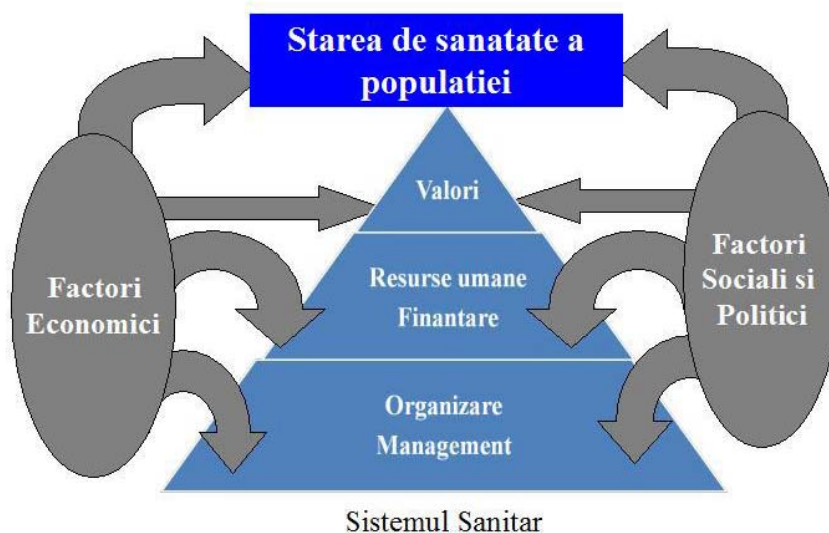 Starea de sanatate a
populatiei
Valori
Factori
Economici
Resurse umane
Finantare
Factori
Sociali si
Politici
Organizare
Management
Sistemul Sanitar